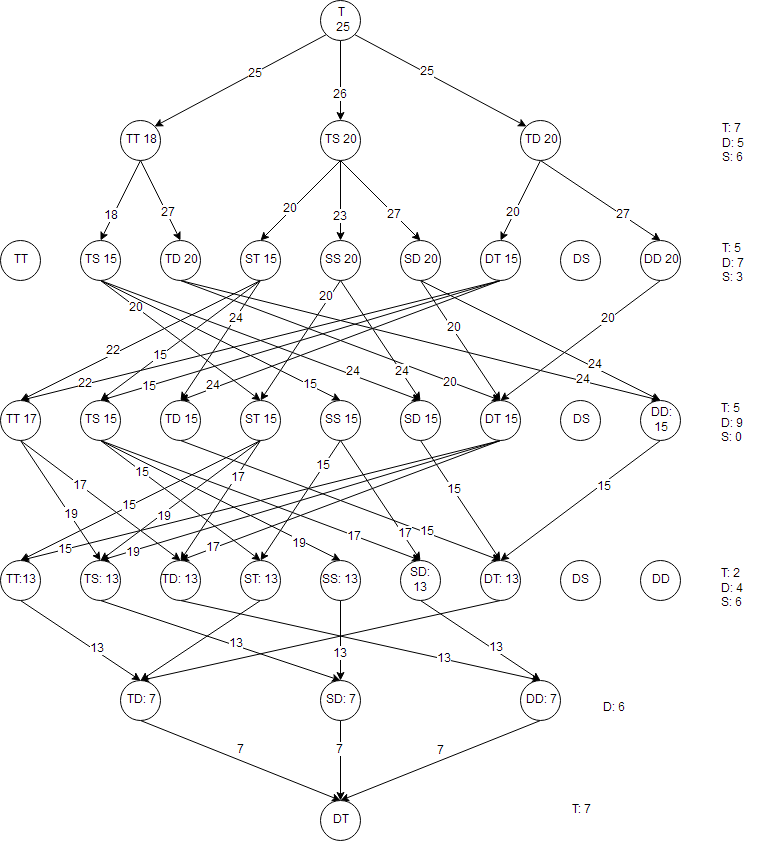 T
25
25
26
25
TT 18
TS 20
TD 20
T: 7
D: 5
S: 6
18
27
20
23
27
20
27
TT
TS 15
TD 20
ST 15
SS 20
SD 20
DT 15
DS
DD 20
T: 5
D: 7
S: 3
20
20
24
20
20
22
15
22
15
24
24
15
24
20
24
24
TT 17
TS 15
TD 15
ST 15
SS 15
SD 15
DT 15
DS
DD:
15
T: 5
D: 9
S: 0
17
15
17
15
15
15
19
15
19
15
19
17
19
17
17
15
TT:13
TS: 13
TD: 13
ST: 13
SS: 13
SD:
13
DT: 13
DS
DD
T: 2
D: 4
S: 6
13
13
13
13
13
TD: 7
SD: 7
DD: 7
D: 6
7
7
7
DT
T: 7